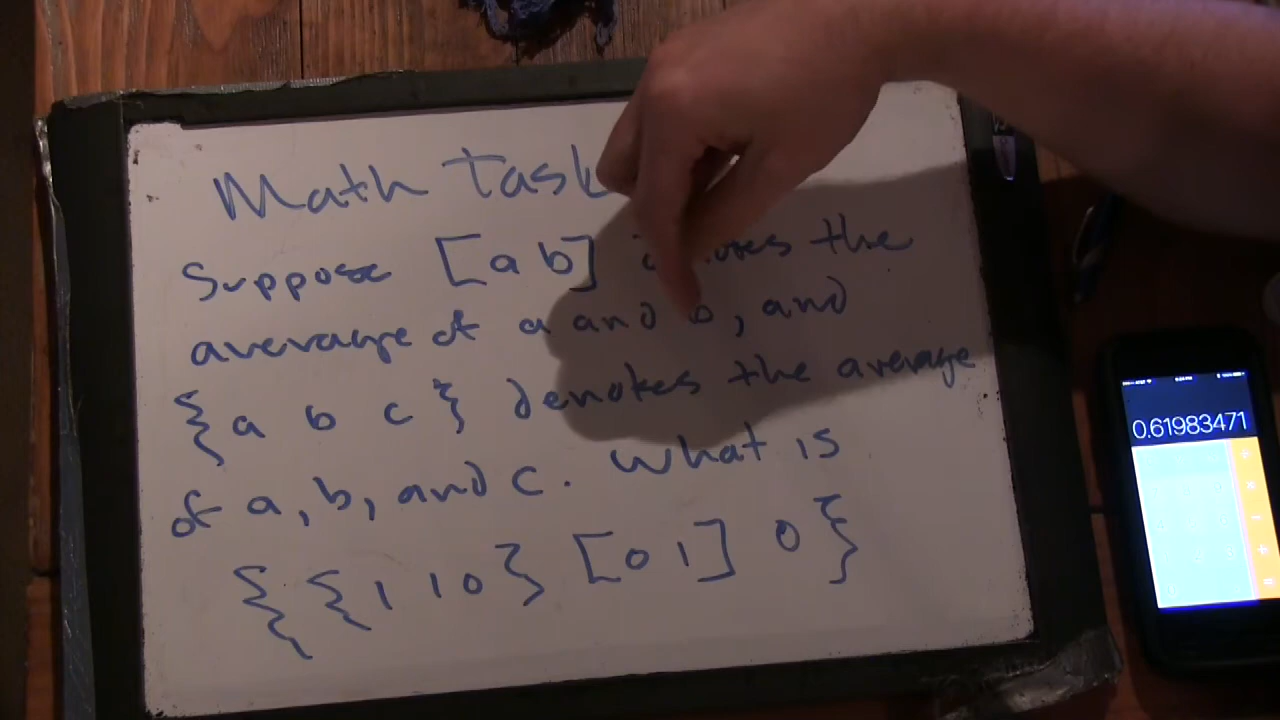 Math Task
Suppose [a b] denotes the
average of a and b, and
{a b c} denotes the average
of a, b, and c. What is
{{1 1 0} [0 1] 0}
0.61983471